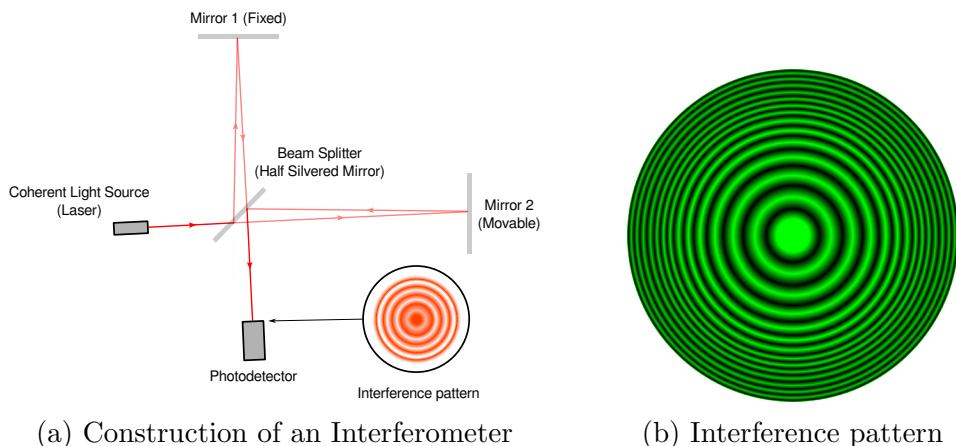 Mirror 1 (Fixed)
Beam Splitter
(Half Silvered Mirror)
Coherent Light Source
(Laser)
Mirror 2
(Movable)
Photodetector
Interference pattern
(a) Construction of an Interferometer
(b) Interference pattern